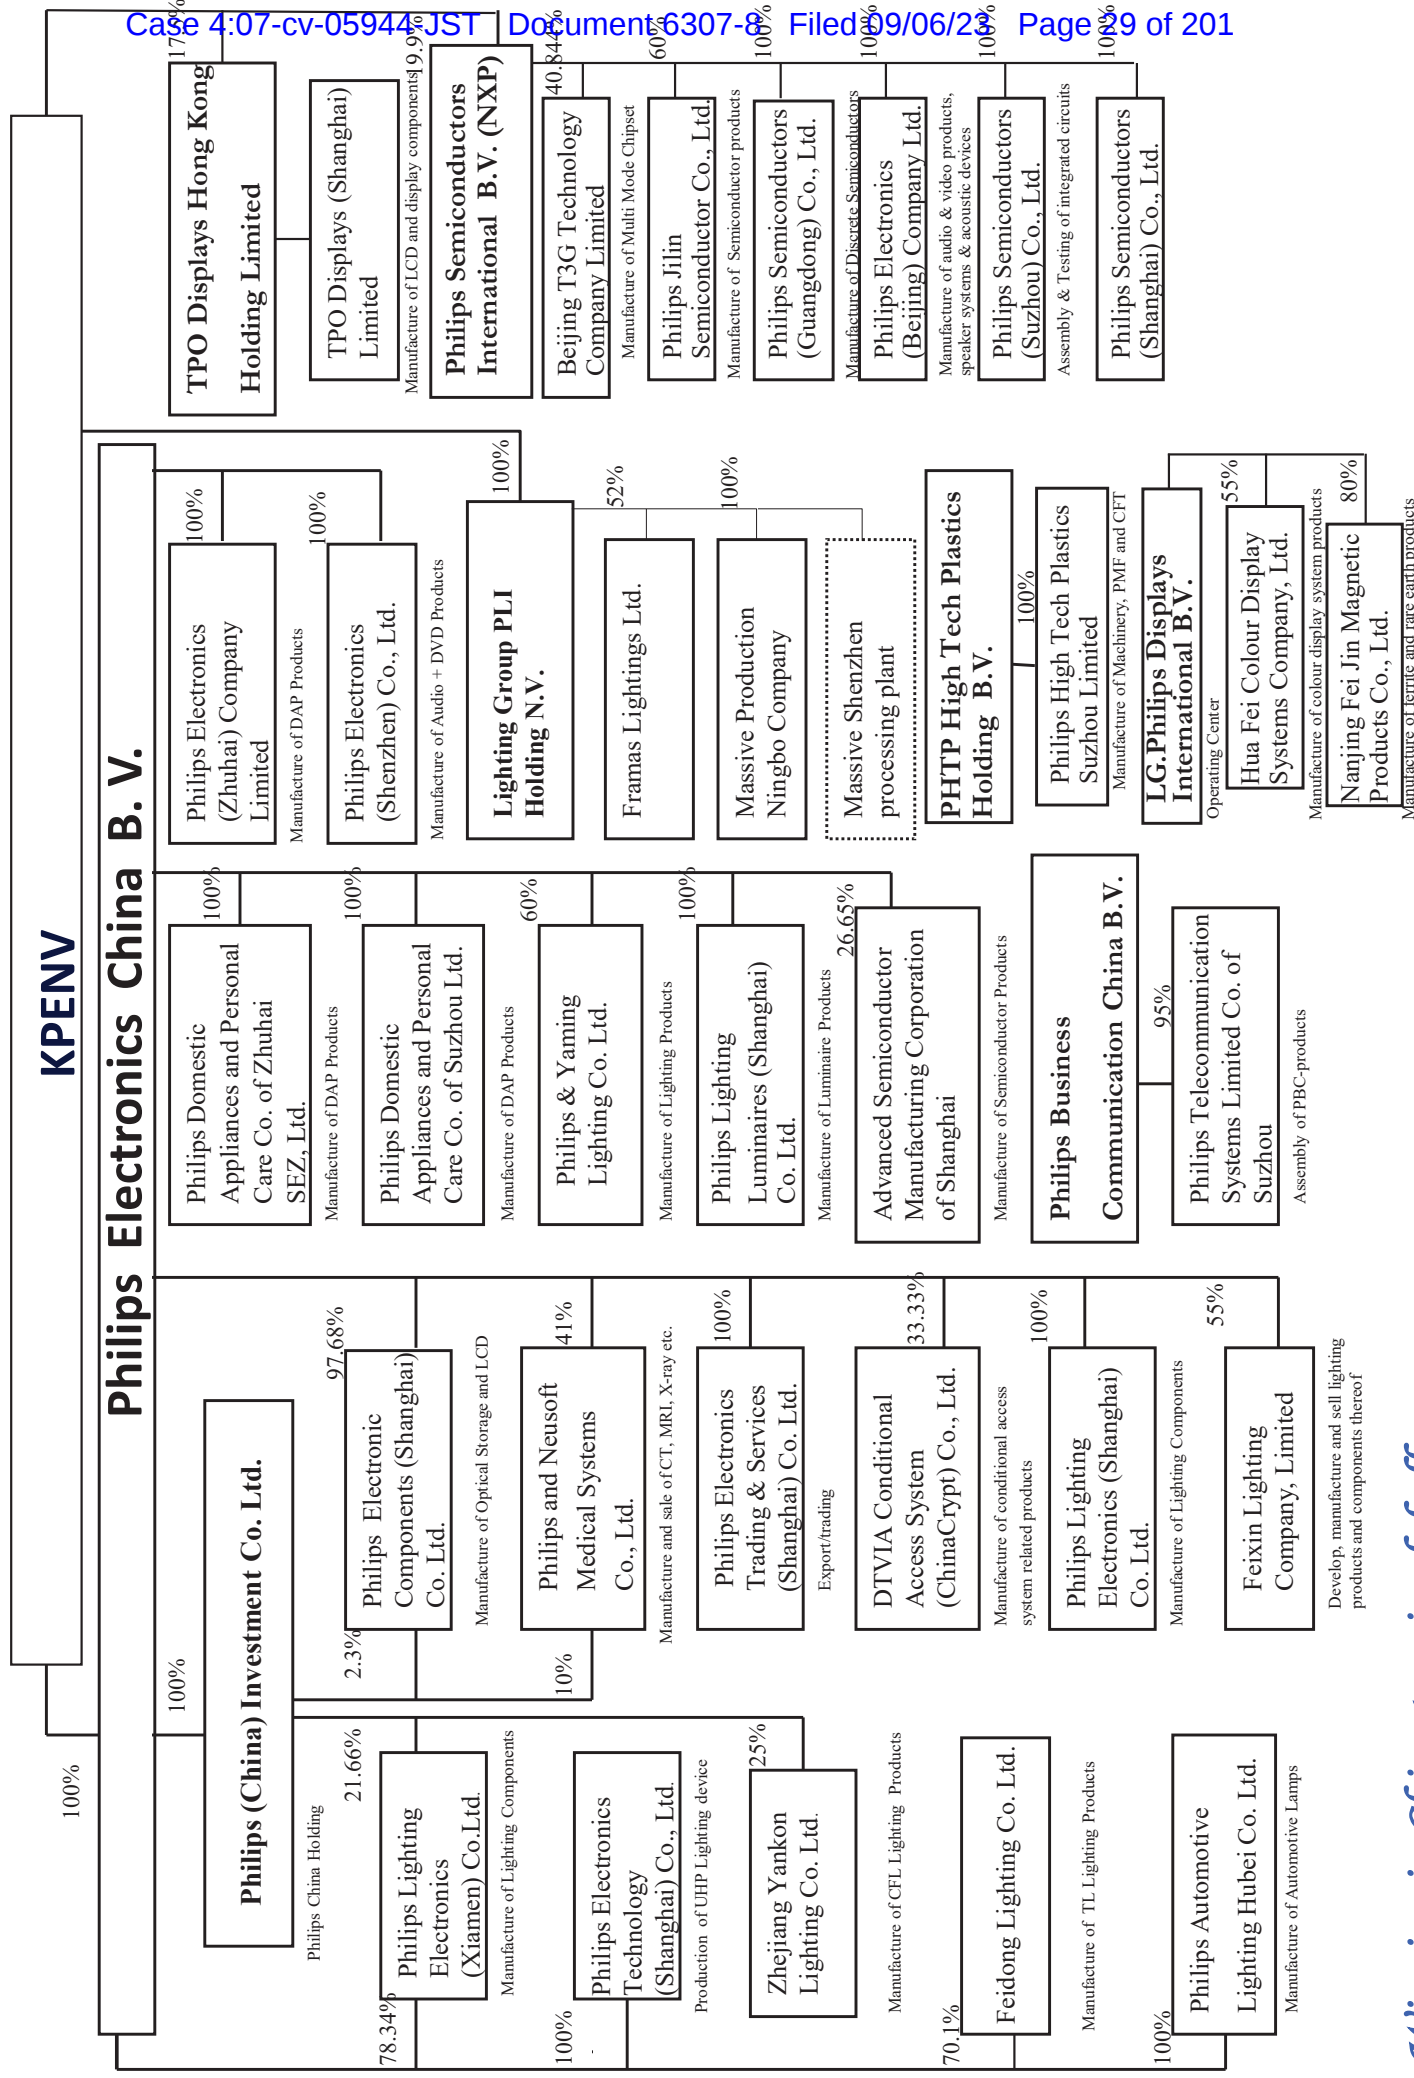 Case 4:07-cv-05944-JST Document 6307-8 Filed 09/06/23 Page 29 of 201
KPENV
100%
Philips Electronics China B. V.
100%
Philips (China) Investment Co. Ltd.
Philips China Holding
21.66%
78.34%
Philips Lighting
Electronics
(Xiamen) Co.Ltd.
Manufacture of Lighting Components
100%
Philips Electronics
Technology
(Shanghai) Co., Ltd.
Production of UHP Lighting device
25%
Zhejiang Yankon
Lighting Co. Ltd.
Manufacture of CFL Lighting Products
70.1%
Feidong Lighting Co. Ltd.
Manufacture of TL Lighting Products
100%
Philips Automotive
Lighting Hubei Co. Ltd.
Manufacture of Automotive Lamps
97.68%
2.3%
Philips Electronic
Components (Shanghai)
Co. Ltd.
Manufacture of Optical Storage and LCD
41%
10%
Philips and Neusoft
Medical Systems
Co., Ltd.
Manufacture and sale of CT, MRI, X-ray etc.
100%
Philips Electronics
Trading & Services
(Shanghai) Co. Ltd.
Export/trading
33.33%
DTVIA Conditional
Access System
(ChinaCrypt) Co., Ltd.
Manufacture of conditional access
system related products
100%
Philips Lighting
Electronics (Shanghai)
Co. Ltd.
Manufacture of Lighting Components
55%
Feixin Lighting
Company, Limited
Develop, manufacture and sell lighting
products and components thereof
100%
Philips Domestic
Appliances and Personal
Care Co. of Zhuhai
SEZ, Ltd.
Manufacture of DAP Products
100%
Philips Domestic
Appliances and Personal
Care Co. of Suzhou Ltd.
Manufacture of DAP Products
60%
Philips & Yaming
Lighting Co. Ltd.
Manufacture of Lighting Products
100%
Philips Lighting
Luminaires (Shanghai)
Co. Ltd.
Manufacture of Luminaire Products
26.65%
Advanced Semiconductor
Manufacturing Corporation
of Shanghai
Manufacture of Semiconductor Products
Philips Business
Communication China B.V.
95%
Philips Telecommunication
Systems Limited Co. of
Suzhou
Assembly of PBC-products
100%
Philips Electronics
(Zhuhai) Company
Limited
Manufacture of DAP Products
100%
Philips Electronics
(Shenzhen) Co., Ltd.
Manufacture of Audio + DVD Products
100%
Lighting Group PLI
Holding N.V.
52%
Framas Lightings Ltd.
100%
Massive Production
Ningbo Company
Massive Shenzhen
processing plant
PHTP High Tech Plastics
Holding B.V.
100%
Philips High Tech Plastics
Suzhou Limited
Manufacture of Machinery, PMF and CFT
LG.Philips Displays
International B.V.
Operating Center
55%
Hua Fei Colour Display
Systems Company, Ltd.
Manufacture of colour display system products
80%
Nanjing Fei Jin Magnetic
Products Co., Ltd.
Manufacture of ferrite and rare earth products
TPO Displays Hong Kong
Holding Limited
TPO Displays (Shanghai)
Limited
Manufacture of LCD and display components
19.9%
Philips Semiconductors
International B.V. (NXP)
40.844%
Beijing T3G Technology
Company Limited
Manufacture of Multi Mode Chipset
60%
Philips Jilin
Semiconductor Co., Ltd.
Manufacture of Semiconductor products
100%
Philips Semiconductors
(Guangdong) Co., Ltd.
Manufacture of Discrete Semiconductors
100%
Philips Electronics
(Beijing) Company Ltd.
Manufacture of audio & video products,
speaker systems & acoustic devices
100%
Philips Semiconductors
(Suzhou) Co., Ltd.
Assembly & Testing of integrated circuits
100%
Philips Semiconductors
(Shanghai) Co., Ltd.